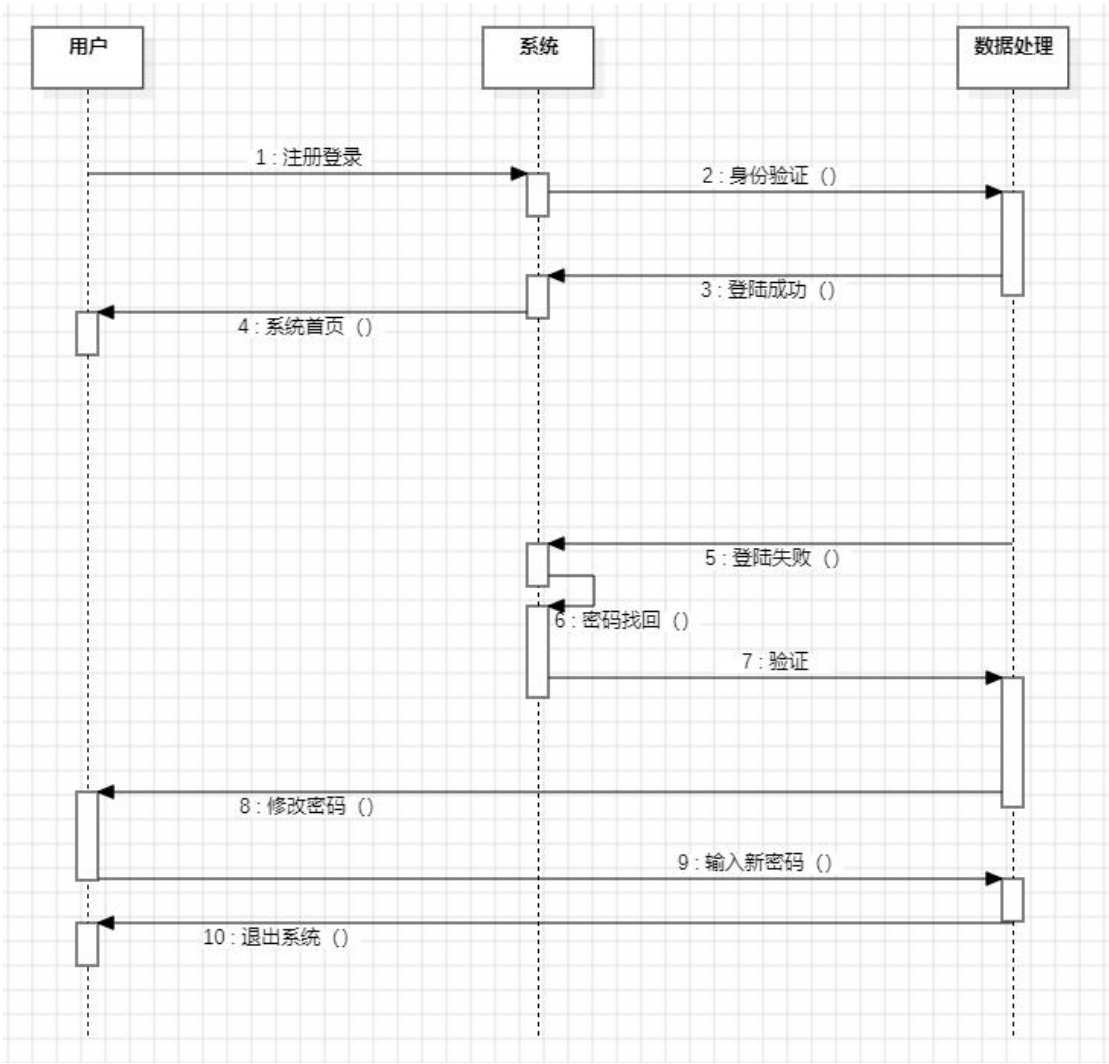 用户
系统
数据处理
1 : 注册登录
2 : 身份验证（）
3 : 登陆成功（）
4 : 系统首页（）
5 : 登陆失败（）
6 : 密码找回（）
7 : 验证
8 : 修改密码（）
9 : 输入新密码（）
10 : 退出系统（）